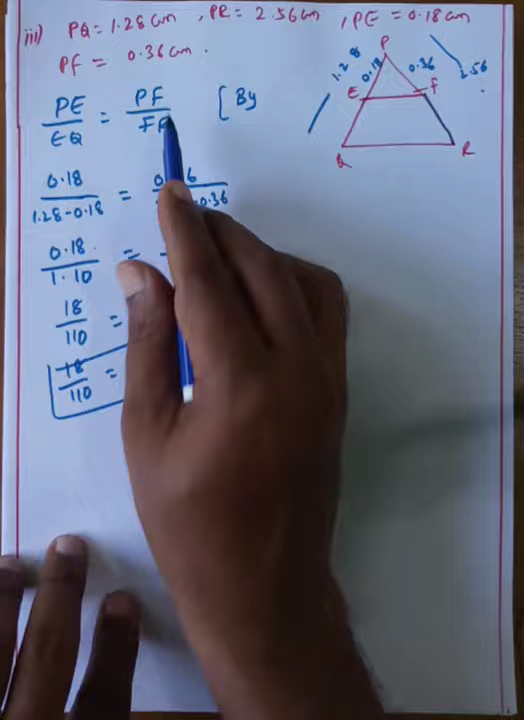 iii) PQ = 1.28 cm , PR = 2.56 cm , PE = 0.18 cm
PF = 0.36 cm .
PE / EQ = PF / [ By
0.18 / 1.28-0.18 = 0.36
0.18 / 1.10 =
18 / 110 =
18 / 110 =
P
1.28
0.18
0.36
2.56
E
F
Q
R